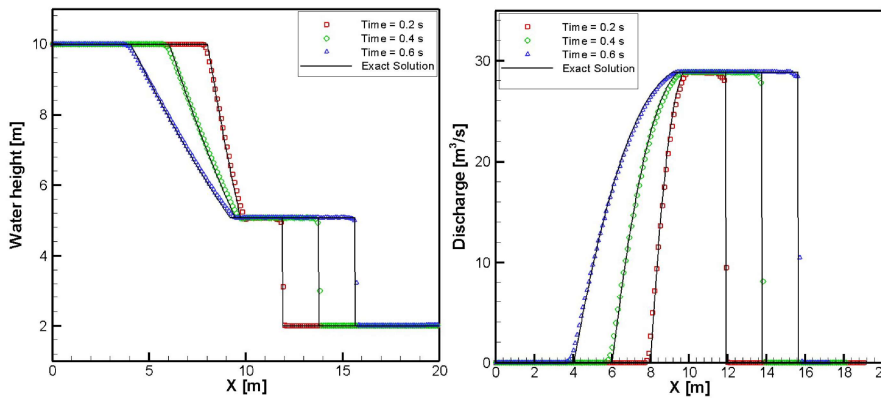 Time = 0.2 s
Time = 0.4 s
Time = 0.6 s
Exact Solution
Water height [m]
10
8
6
4
2
0
5
10
15
20
X [m]
Time = 0.2 s
Time = 0.4 s
Time = 0.6 s
Exact Solution
Discharge [m³/s]
30
20
10
0
0
2
4
6
8
10
12
14
16
18
X [m]